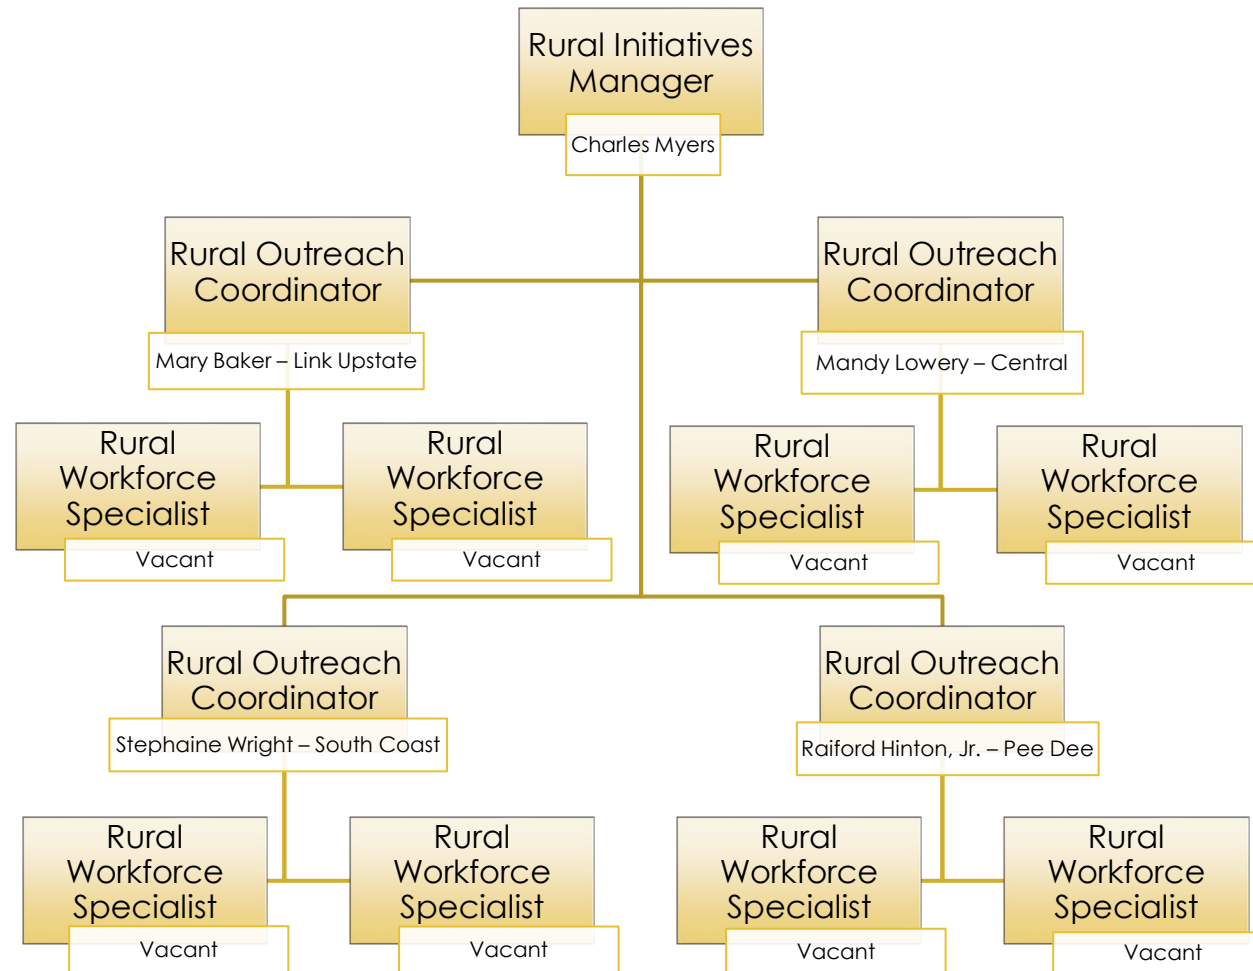 Rural Initiatives
Manager
Charles Myers
Rural Outreach
Coordinator
Mary Baker – Link Upstate
Rural Outreach
Coordinator
Mandy Lowery – Central
Rural
Workforce
Specialist
Vacant
Rural
Workforce
Specialist
Vacant
Rural
Workforce
Specialist
Vacant
Rural
Workforce
Specialist
Vacant
Rural Outreach
Coordinator
Stephaine Wright – South Coast
Rural Outreach
Coordinator
Raiford Hinton, Jr. – Pee Dee
Rural
Workforce
Specialist
Vacant
Rural
Workforce
Specialist
Vacant
Rural
Workforce
Specialist
Vacant
Rural
Workforce
Specialist
Vacant